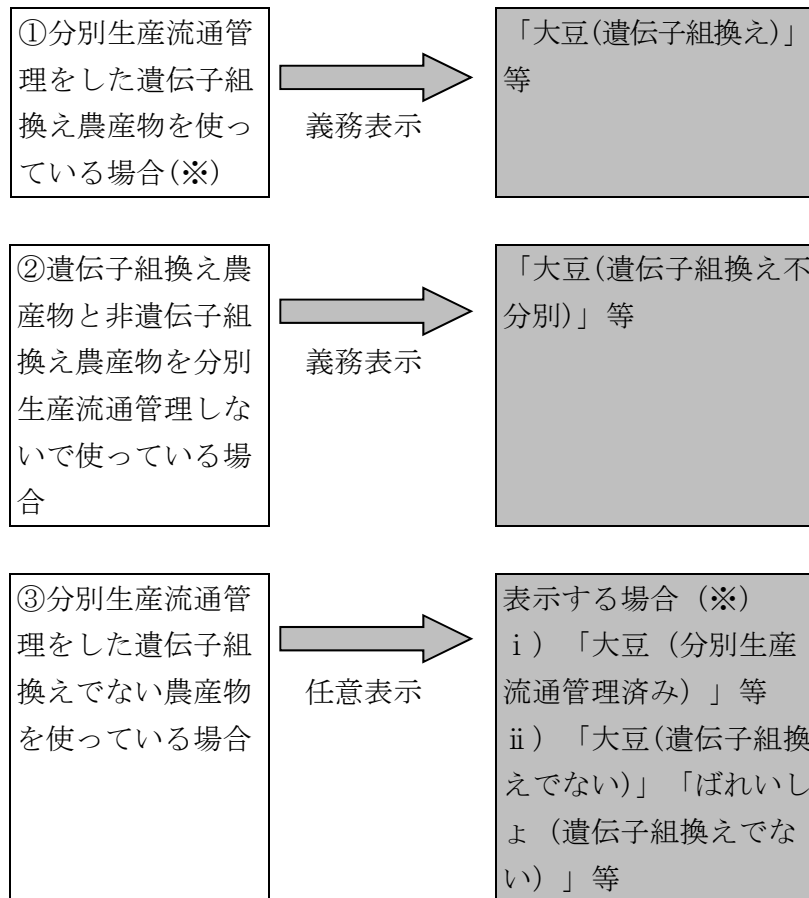 ①分別生産流通管
理をした遺伝子組
換え農産物を使っ
ている場合(※)
義務表示
「大豆(遺伝子組換え)」
等
②遺伝子組換え農
産物と非遺伝子組
換え農産物を分別
生産流通管理しな
いで使っている場
合
義務表示
「大豆(遺伝子組換え不
分別)」等
③分別生産流通管
理をした遺伝子組
換えでない農産物
を使っている場合
任意表示
表示する場合（※）
ⅰ）「大豆（分別生産
流通管理済み）」等
ⅱ）「大豆(遺伝子組換
えでない)」「ばれいし
ょ（遺伝子組換えでな
い）」等